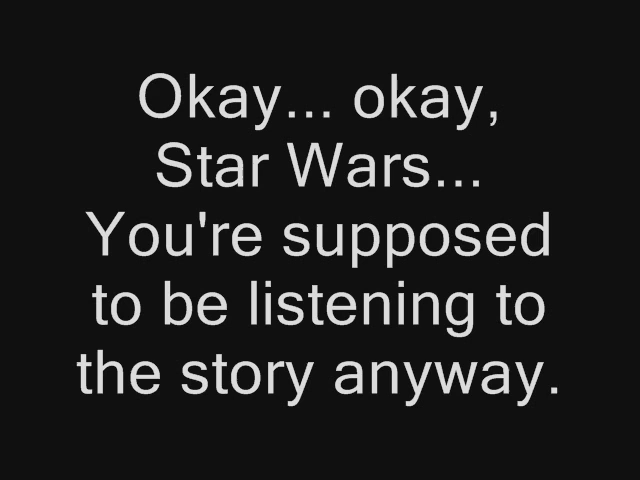 Okay... okay,
Star Wars...
You're supposed
to be listening to
the story anyway.